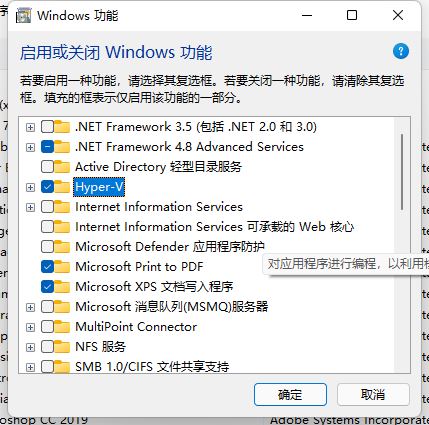 Windows 功能
启用或关闭 Windows 功能
若要启用一种功能，请选择其复选框。若要关闭一种功能，请清除其复选
框。填充的框表示仅启用该功能的一部分。
.NET Framework 3.5 (包括 .NET 2.0 和 3.0)
.NET Framework 4.8 Advanced Services
Active Directory 轻型目录服务
Hyper-V
Internet Information Services
Internet Information Services 可承载的 Web 核心
Microsoft Defender 应用程序防护
对应用程序进行编程，以利用
Microsoft Print to PDF
Microsoft XPS 文档写入程序
Microsoft 消息队列(MSMQ)服务器
MultiPoint Connector
NFS 服务
SMB 1.0/CIFS 文件共享支持
确定
取消
oshop CC 2019
Adobe Systems Incorporate